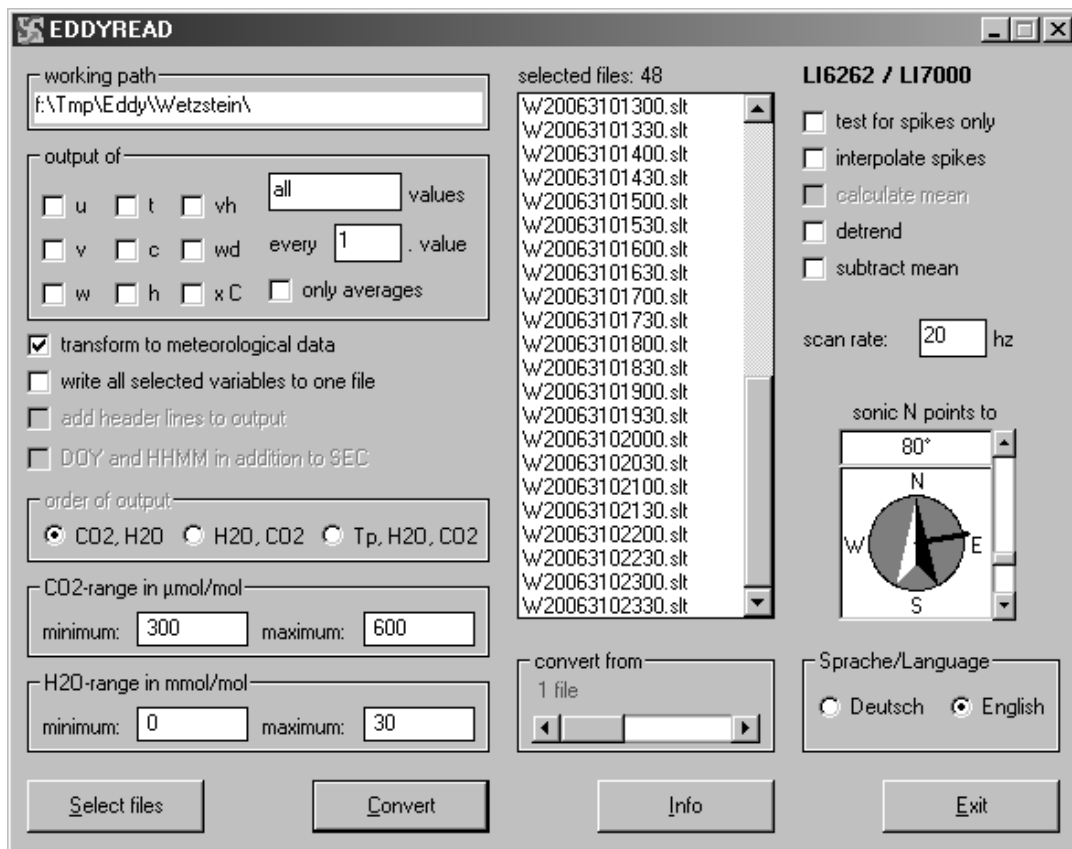 EDDYREAD
working path
f:\Tmp\Eddy\Wetzstein\
output of
u t vh
all values
v c wd
every 1 . value
w h x C
only averages
transform to meteorological data
write all selected variables to one file
add header lines to output
DOY and HHMM in addition to SEC
order of output
CO2, H2O H2O, CO2 Tp, H2O, CO2
CO2-range in µmol/mol
minimum: 300 maximum: 600
H2O-range in mmol/mol
minimum: 0 maximum: 30
selected files: 48
W20063101300.slt
W20063101330.slt
W20063101400.slt
W20063101430.slt
W20063101500.slt
W20063101530.slt
W20063101600.slt
W20063101630.slt
W20063101700.slt
W20063101730.slt
W20063101800.slt
W20063101830.slt
W20063101900.slt
W20063101930.slt
W20063102000.slt
W20063102030.slt
W20063102100.slt
W20063102130.slt
W20063102200.slt
W20063102230.slt
W20063102300.slt
W20063102330.slt
convert from
1 file
LI6262 / LI7000
test for spikes only
interpolate spikes
calculate mean
detrend
subtract mean
scan rate: 20 hz
sonic N points to
80°
N
W E
S
Sprache/Language
Deutsch English
Select files Convert Info Exit